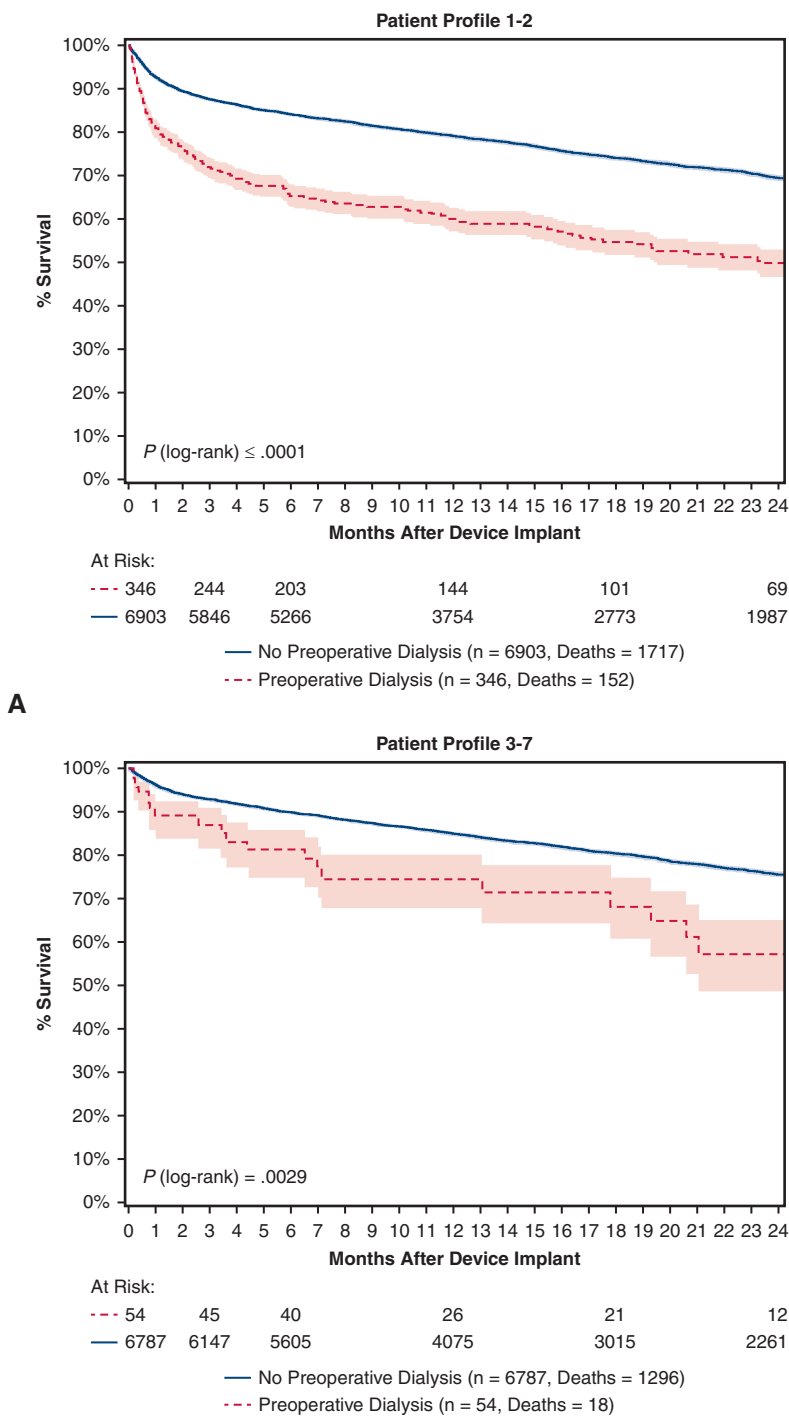 Patient Profile 1-2
100%
90%
80%
70%
60%
50%
40%
30%
20%
10%
0%
% Survival
P (log-rank) ≤ .0001
0 1 2 3 4 5 6 7 8 9 10 11 12 13 14 15 16 17 18 19 20 21 22 23 24
Months After Device Implant
At Risk:
346 244 203 144 101 69
6903 5846 5266 3754 2773 1987
No Preoperative Dialysis (n = 6903, Deaths = 1717)
Preoperative Dialysis (n = 346, Deaths = 152)
A
Patient Profile 3-7
100%
90%
80%
70%
60%
50%
40%
30%
20%
10%
0%
% Survival
P (log-rank) = .0029
0 1 2 3 4 5 6 7 8 9 10 11 12 13 14 15 16 17 18 19 20 21 22 23 24
Months After Device Implant
At Risk:
54 45 40 26 21 12
6787 6147 5605 4075 3015 2261
No Preoperative Dialysis (n = 6787, Deaths = 1296)
Preoperative Dialysis (n = 54, Deaths = 18)